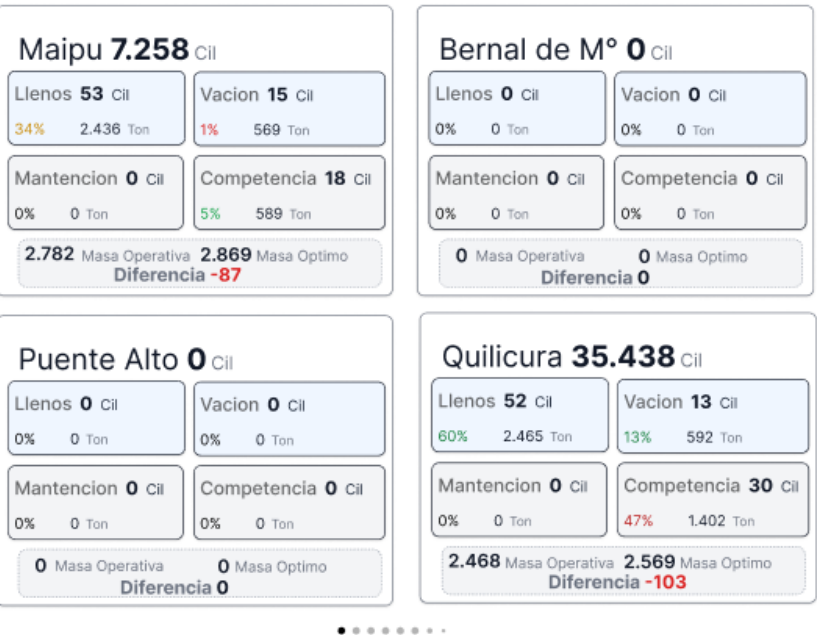 Maipu 7.258 Cil
Llenos 53 Cil
34% 2.436 Ton
Vacion 15 Cil
1% 569 Ton
Mantencion 0 Cil
0% 0 Ton
Competencia 18 Cil
5% 589 Ton
2.782 Masa Operativa 2.869 Masa Optimo
Diferencia -87
Bernal de M° 0 Cil
Llenos 0 Cil
0% 0 Ton
Vacion 0 Cil
0% 0 Ton
Mantencion 0 Cil
0% 0 Ton
Competencia 0 Cil
0% 0 Ton
0 Masa Operativa 0 Masa Optimo
Diferencia 0
Puente Alto 0 Cil
Llenos 0 Cil
0% 0 Ton
Vacion 0 Cil
0% 0 Ton
Mantencion 0 Cil
0% 0 Ton
Competencia 0 Cil
0% 0 Ton
0 Masa Operativa 0 Masa Optimo
Diferencia 0
Quilicura 35.438 Cil
Llenos 52 Cil
60% 2.465 Ton
Vacion 13 Cil
13% 592 Ton
Mantencion 0 Cil
0% 0 Ton
Competencia 30 Cil
47% 1.402 Ton
2.468 Masa Operativa 2.569 Masa Optimo
Diferencia -103